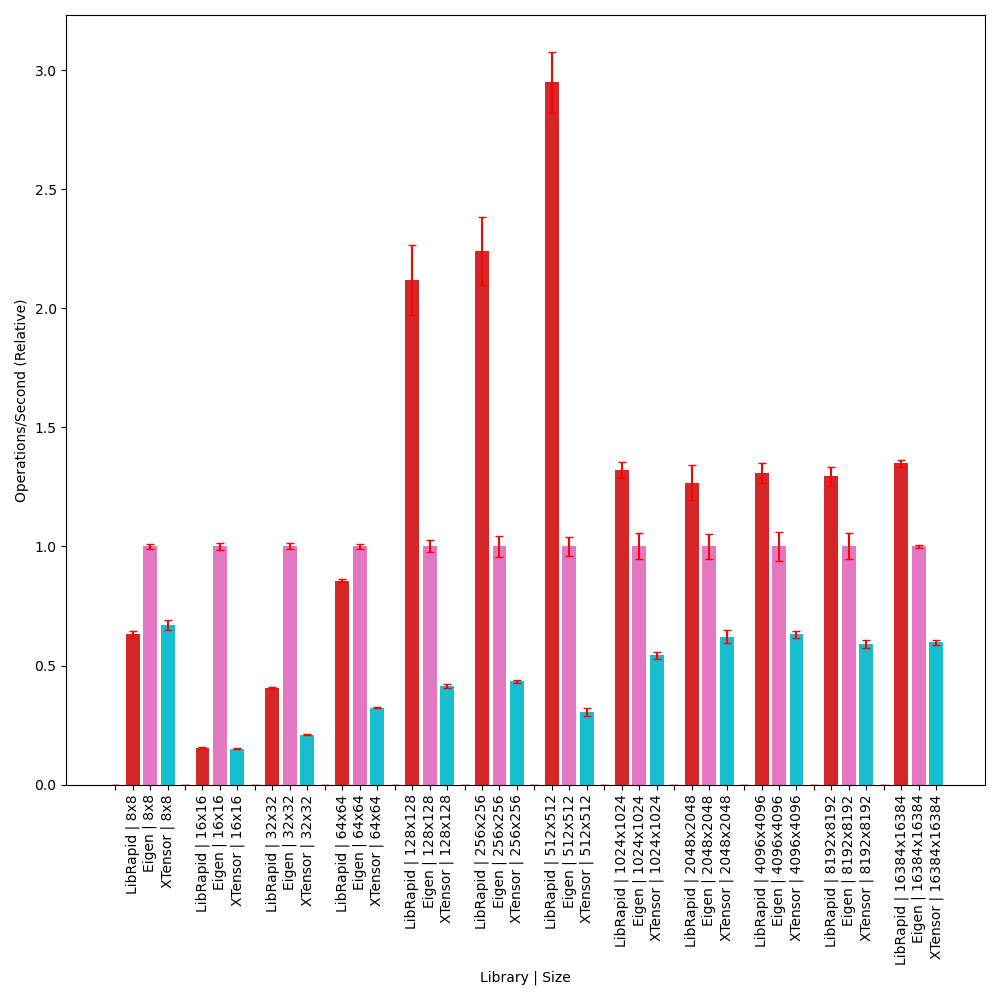 3.0
2.5
2.0
1.5
1.0
0.5
0.0
Operations/Second (Relative)
LibRapid | 8x8
Eigen | 8x8
XTensor | 8x8
LibRapid | 16x16
Eigen | 16x16
XTensor | 16x16
LibRapid | 32x32
Eigen | 32x32
XTensor | 32x32
LibRapid | 64x64
Eigen | 64x64
XTensor | 64x64
LibRapid | 128x128
Eigen | 128x128
XTensor | 128x128
LibRapid | 256x256
Eigen | 256x256
XTensor | 256x256
LibRapid | 512x512
Eigen | 512x512
XTensor | 512x512
LibRapid | 1024x1024
Eigen | 1024x1024
XTensor | 1024x1024
LibRapid | 2048x2048
Eigen | 2048x2048
XTensor | 2048x2048
LibRapid | 4096x4096
Eigen | 4096x4096
XTensor | 4096x4096
LibRapid | 8192x8192
Eigen | 8192x8192
XTensor | 8192x8192
LibRapid | 16384x16384
Eigen | 16384x16384
XTensor | 16384x16384
Library | Size